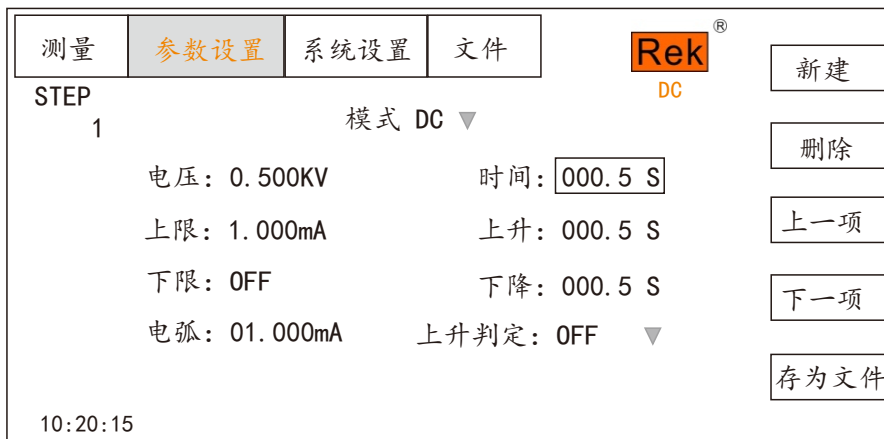 测量 参数设置 系统设置 文件 Rek® 新建
STEP DC
1 模式 DC ▼
删除
电压: 0.500KV 时间: 000.5 S
上限: 1.000mA 上升: 000.5 S 上一项
下限: OFF 下降: 000.5 S 下一项
电弧: 01.000mA 上升判定: OFF ▼
存为文件
10:20:15